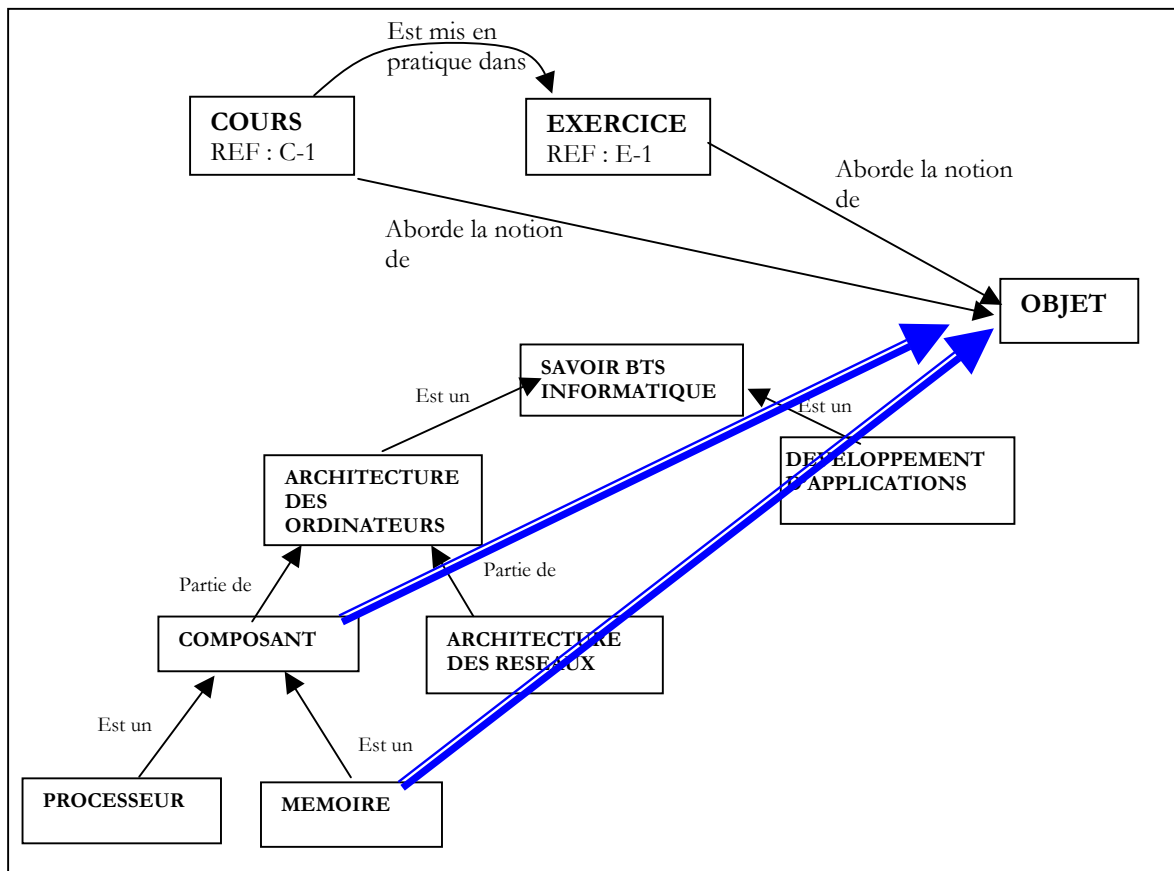 Est mis en
pratique dans
COURS
REF : C-1
EXERCICE
REF : E-1
Aborde la notion
de
Aborde la notion
de
OBJET
SAVOIR BTS
INFORMATIQUE
Est un
Est un
ARCHITECTURE
DES
ORDINATEURS
DEVELOPPEMENT
D'APPLICATIONS
Partie de
Partie de
COMPOSANT
ARCHITECTURE
DES RESEAUX
Est un
Est un
PROCESSEUR
MEMOIRE